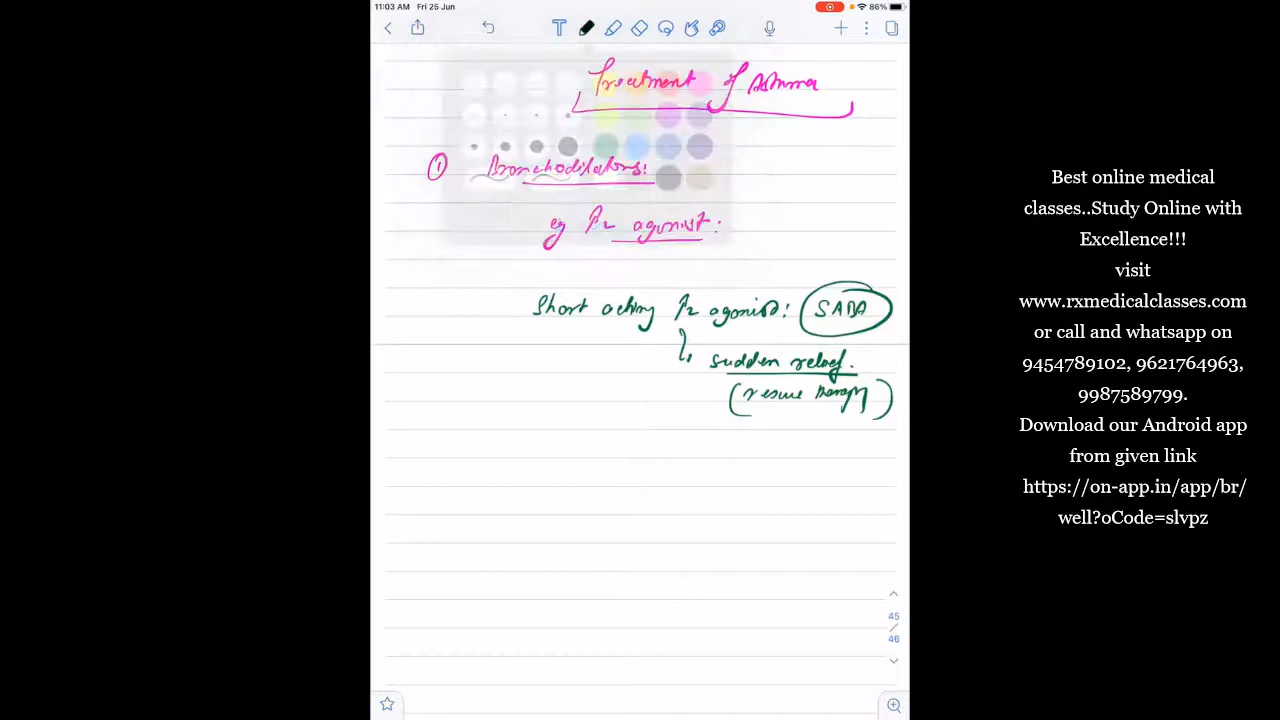 11:03 AM Fri 25 Jun
86%
T
Treatment of Asthma
① Bronchodilators:
eg β2 agonist:
Short acting β2 agonist: SABA
sudden relief.
(rescue therapy)
45
46
Best online medical
classes..Study Online with
Excellence!!!
visit
www.rxmedicalclasses.com
or call and whatsapp on
9454789102, 9621764963,
9987589799.
Download our Android app
from given link
https://on-app.in/app/br/
well?oCode=slvpz